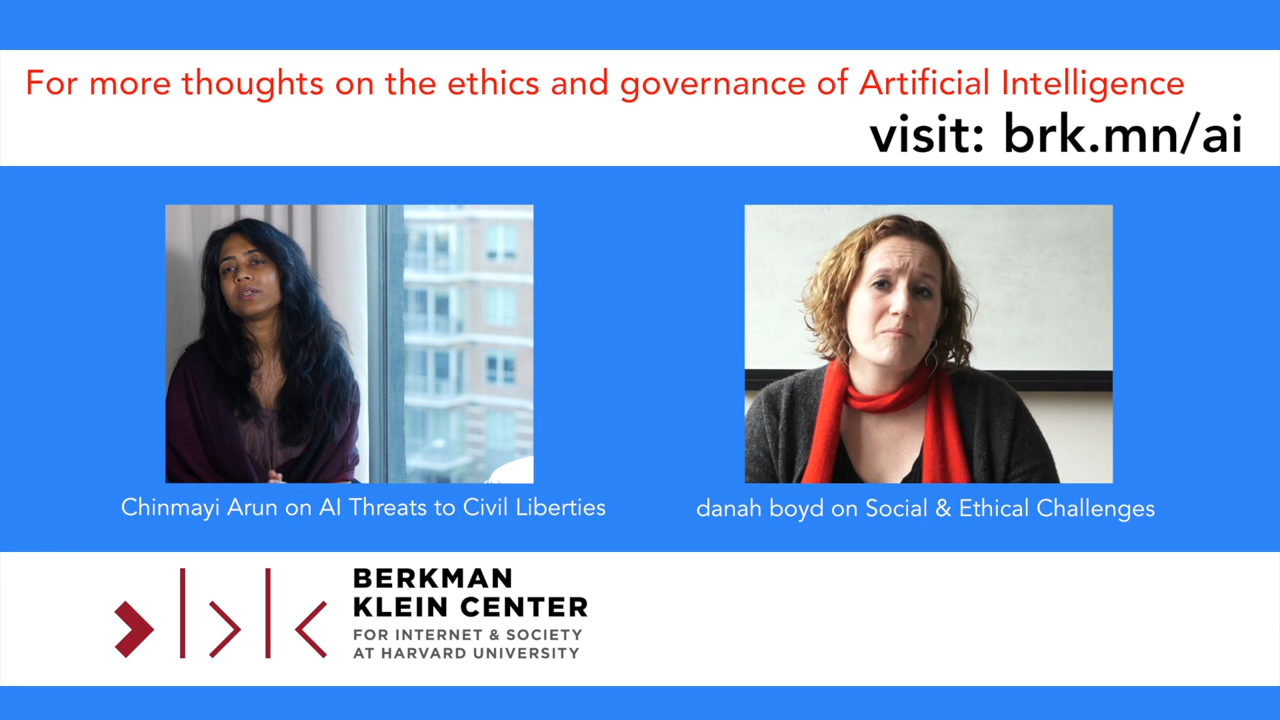 For more thoughts on the ethics and governance of Artificial Intelligence
visit: brk.mn/ai
Chinmayi Arun on AI Threats to Civil Liberties
danah boyd on Social & Ethical Challenges
BERKMAN
KLEIN CENTER
FOR INTERNET & SOCIETY
AT HARVARD UNIVERSITY